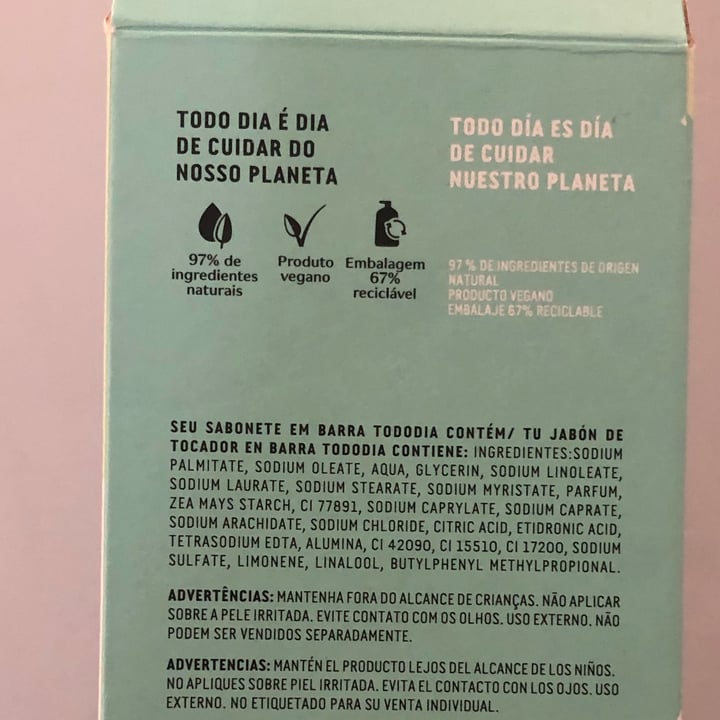 TODO DIA É DIA
DE CUIDAR DO
NOSSO PLANETA
TODO DÍA ES DÍA
DE CUIDAR
NUESTRO PLANETA
97% de
ingredientes
naturais
Produto
vegano
Embalagem
67%
reciclável
97 % DE INGREDIENTES DE ORIGEN
NATURAL
PRODUCTO VEGANO
EMBALAJE 67% RECICLABLE
SEU SABONETE EM BARRA TODODIA CONTÉM/ TU JABÓN DE
TOCADOR EN BARRA TODODIA CONTIENE: INGREDIENTES:SODIUM
PALMITATE, SODIUM OLEATE, AQUA, GLYCERIN, SODIUM LINOLEATE,
SODIUM LAURATE, SODIUM STEARATE, SODIUM MYRISTATE, PARFUM,
ZEA MAYS STARCH, CI 77891, SODIUM CAPRYLATE, SODIUM CAPRATE,
SODIUM ARACHIDATE, SODIUM CHLORIDE, CITRIC ACID, ETIDRONIC ACID,
TETRASODIUM EDTA, ALUMINA, CI 42090, CI 15510, CI 17200, SODIUM
SULFATE, LIMONENE, LINALOOL, BUTYLPHENYL METHYLPROPIONAL.
ADVERTÊNCIAS: MANTENHA FORA DO ALCANCE DE CRIANÇAS. NÃO APLICAR
SOBRE A PELE IRRITADA. EVITE CONTATO COM OS OLHOS. USO EXTERNO. NÃO
PODEM SER VENDIDOS SEPARADAMENTE.
ADVERTENCIAS: MANTÉN EL PRODUCTO LEJOS DEL ALCANCE DE LOS NIÑOS.
NO APLIQUES SOBRE PIEL IRRITADA. EVITA EL CONTACTO CON LOS OJOS. USO
EXTERNO. NO ETIQUETADO PARA SU VENTA INDIVIDUAL.